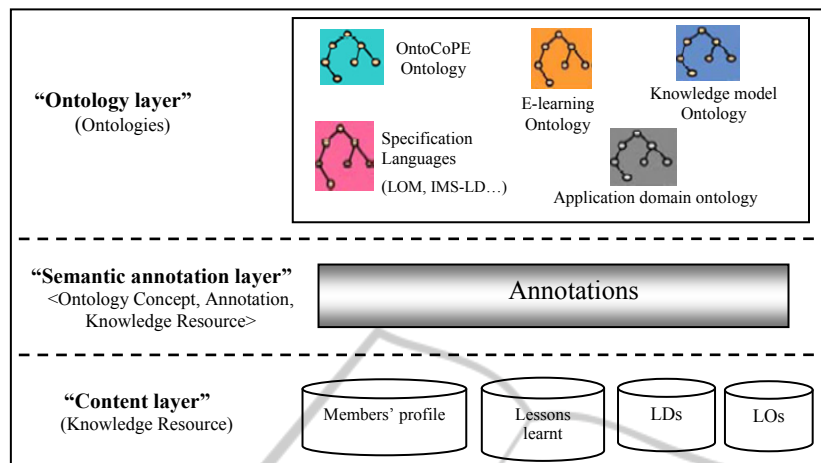 “Ontology layer”
(Ontologies)
OntoCoPE
Ontology
E-learning
Ontology
Knowledge model
Ontology
Specification
Languages
(LOM, IMS-LD…)
Application domain ontology
“Semantic annotation layer”
<Ontology Concept, Annotation,
Knowledge Resource>
Annotations
“Content layer”
(Knowledge Resource)
Members’ profile
Lessons
learnt
LDs
LOs